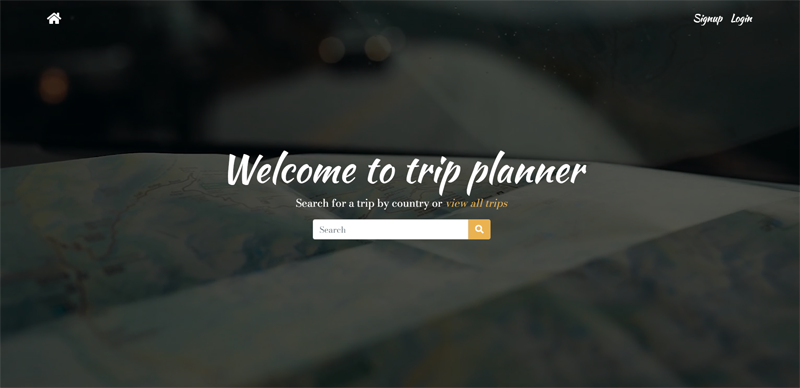 Signup Login
Welcome to trip planner
Search for a trip by country or view all trips
Search